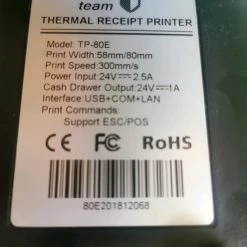 team
THERMAL RECEIPT PRINTER
Model: TP-80E
Print Width:58mm/80mm
Print Speed:300mm/s
Power Input:24V⎓2.5A
Cash Drawer Output:24V⎓1A
Interface USB+COM+LAN
Print Commands:
Support ESC/POS
CE FC RoHS
80E201812068